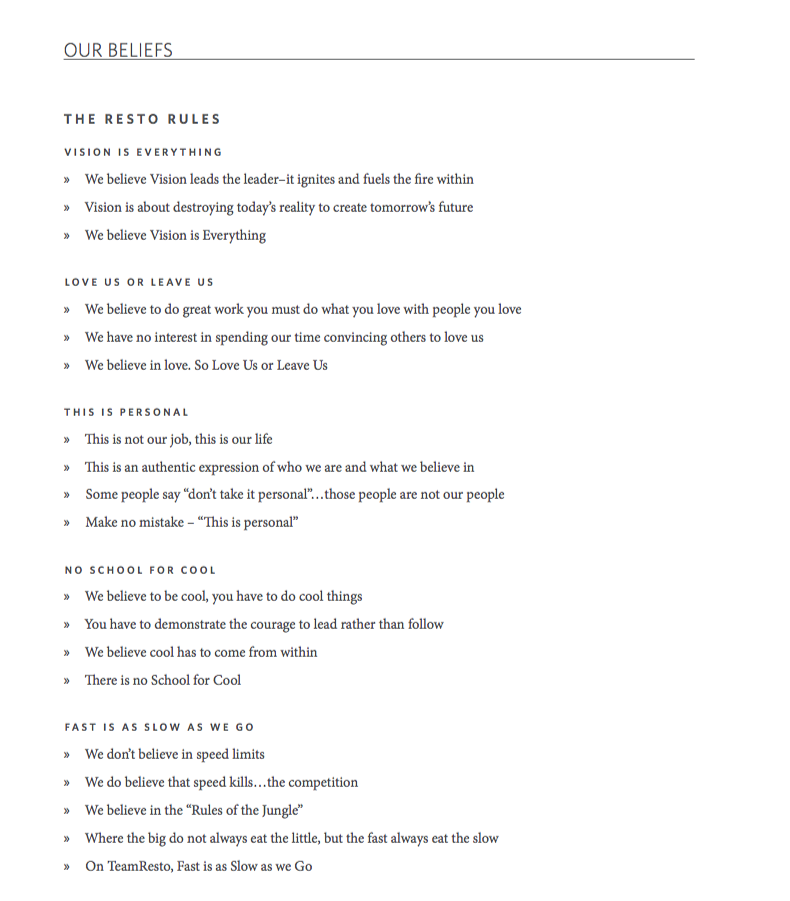 OUR BELIEFS
THE RESTO RULES
VISION IS EVERYTHING
» We believe Vision leads the leader–it ignites and fuels the fire within
» Vision is about destroying today’s reality to create tomorrow’s future
» We believe Vision is Everything
LOVE US OR LEAVE US
» We believe to do great work you must do what you love with people you love
» We have no interest in spending our time convincing others to love us
» We believe in love. So Love Us or Leave Us
THIS IS PERSONAL
» This is not our job, this is our life
» This is an authentic expression of who we are and what we believe in
» Some people say “don’t take it personal”…those people are not our people
» Make no mistake – “This is personal”
NO SCHOOL FOR COOL
» We believe to be cool, you have to do cool things
» You have to demonstrate the courage to lead rather than follow
» We believe cool has to come from within
» There is no School for Cool
FAST IS AS SLOW AS WE GO
» We don’t believe in speed limits
» We do believe that speed kills…the competition
» We believe in the “Rules of the Jungle”
» Where the big do not always eat the little, but the fast always eat the slow
» On TeamResto, Fast is as Slow as we Go